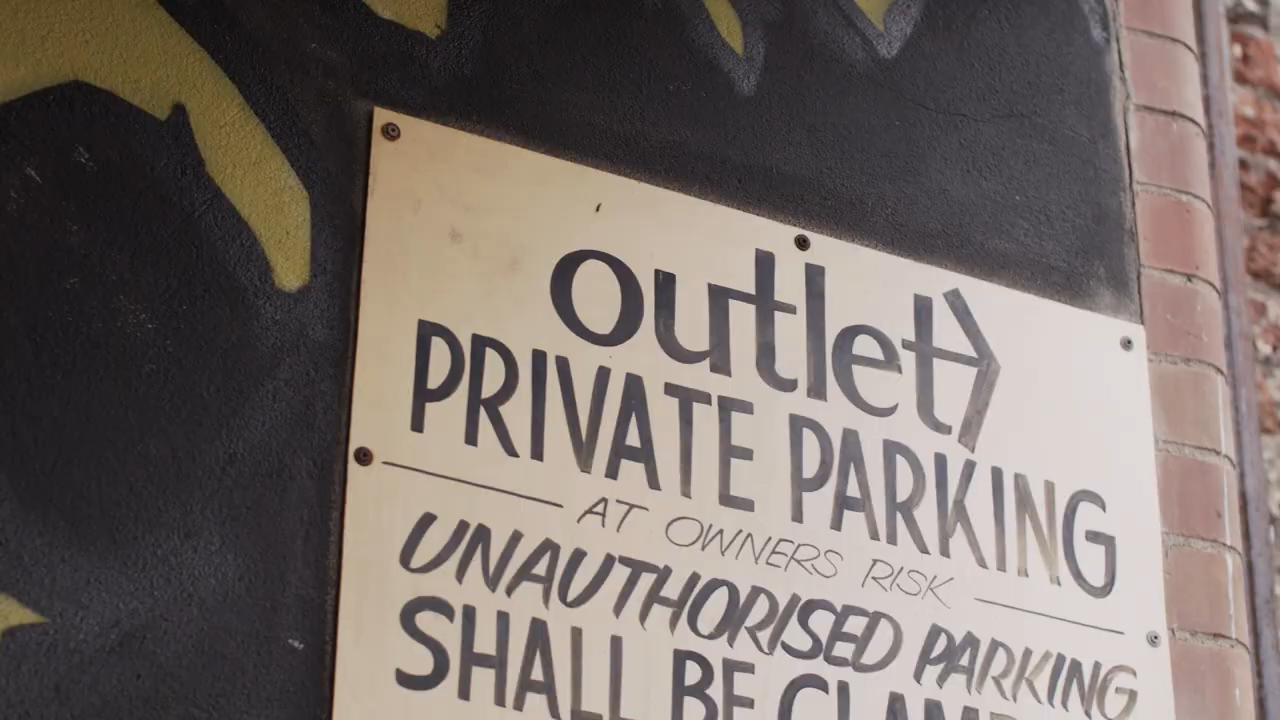 outlet
PRIVATE PARKING
AT OWNERS RISK
UNAUTHORISED PARKING
SHALL BE